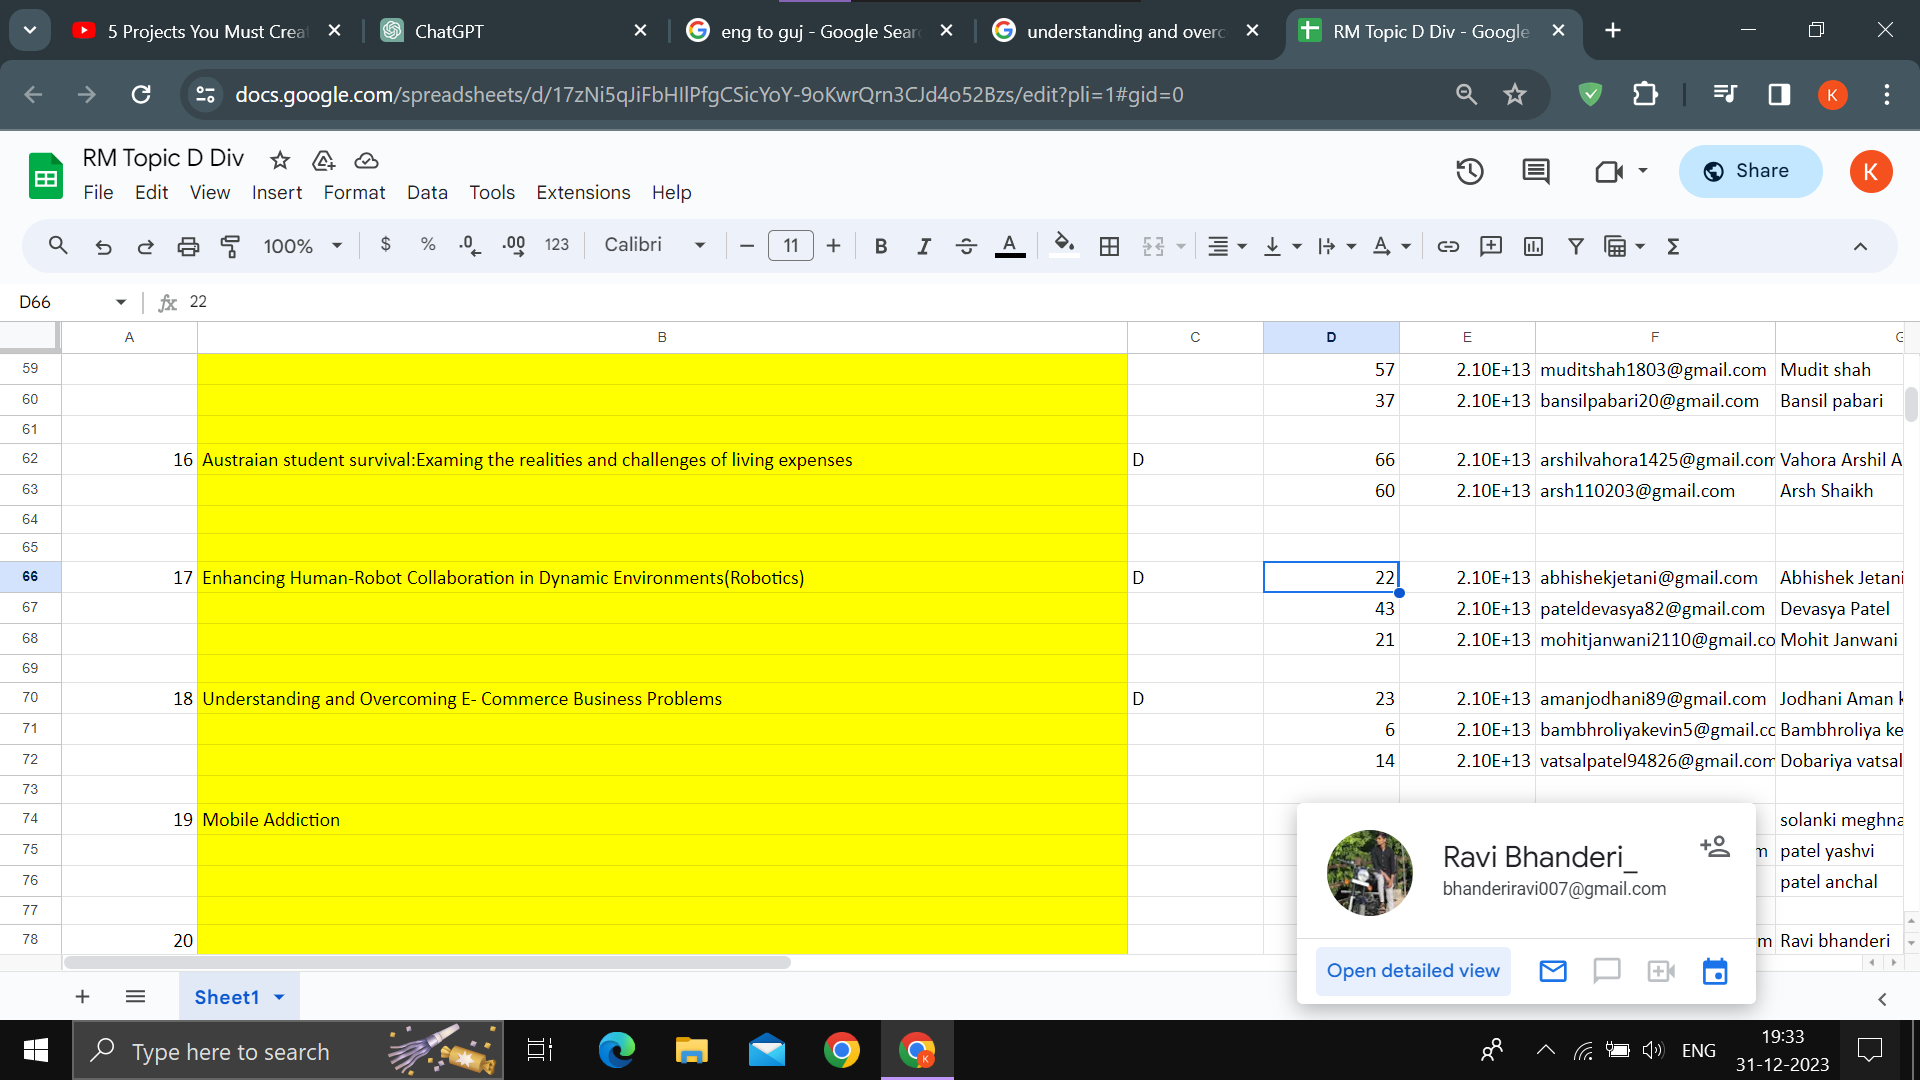 5 Projects You Must Crea
ChatGPT
eng to guj - Google Sear
understanding and overc
RM Topic D Div - Google
docs.google.com/spreadsheets/d/17zNi5qJiFbHIlPfgCSicYoY-9oKwrQrn3CJd4o52Bzs/edit?pli=1#gid=0
K
RM Topic D Div
File Edit View Insert Format Data Tools Extensions Help
Share
K
100% $ % .0 .00 123 Calibri 11 B I A
D66 fx 22
A B C D E F
59 57 2.10E+13 muditshah1803@gmail.com Mudit shah
60 37 2.10E+13 bansilpabari20@gmail.com Bansil pabari
61
62 16 Austraian student survival:Examing the realities and challenges of living expenses D 66 2.10E+13 arshilvahora1425@gmail.com Vahora Arshil A
63 60 2.10E+13 arsh110203@gmail.com Arsh Shaikh
64
65
66 17 Enhancing Human-Robot Collaboration in Dynamic Environments(Robotics) D 22 2.10E+13 abhishekjetani@gmail.com Abhishek Jetani
67 43 2.10E+13 pateldevasya82@gmail.com Devasya Patel
68 21 2.10E+13 mohitjanwani2110@gmail.co Mohit Janwani
69
70 18 Understanding and Overcoming E- Commerce Business Problems D 23 2.10E+13 amanjodhani89@gmail.com Jodhani Aman k
71 6 2.10E+13 bambhroliyakevin5@gmail.cc Bambhroliya ke
72 14 2.10E+13 vatsalpatel94826@gmail.com Dobariya vatsal
73
74 19 Mobile Addiction solanki meghna
75 m patel yashvi
76 patel anchal
77
78 20 m Ravi bhanderi
Ravi Bhanderi_
bhanderiravi007@gmail.com
Open detailed view
Sheet1
Type here to search
K
ENG
19:33
31-12-2023